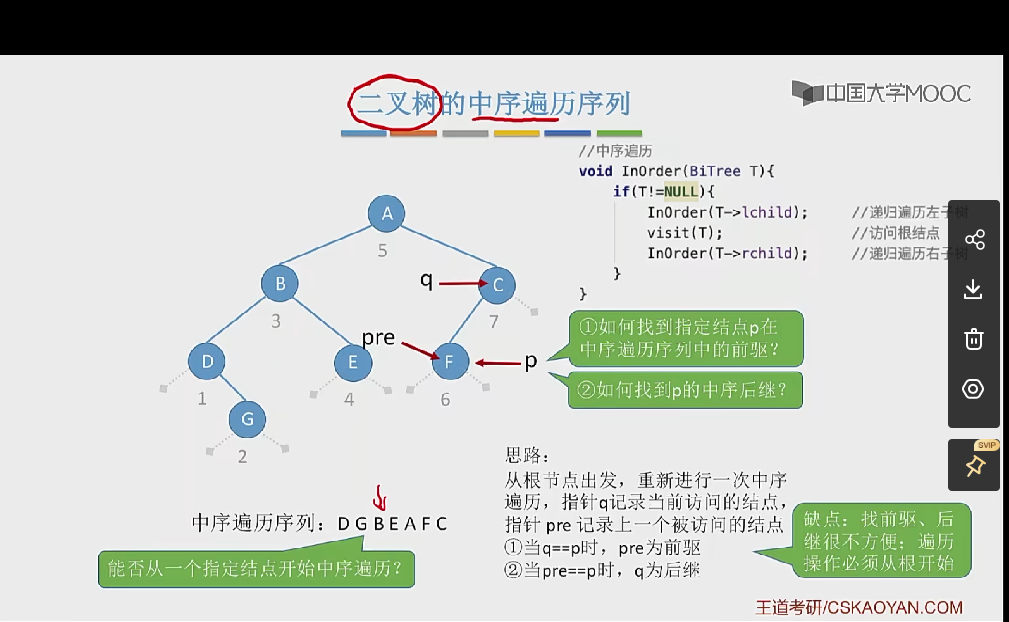 二叉树的中序遍历序列
中国大学MOOC
//中序遍历
void InOrder(BiTree T){
if(T!=NULL){
InOrder(T->lchild); //递归遍历左子树
visit(T); //访问根结点
InOrder(T->rchild); //递归遍历右子树
}
}
A
5
B
3
q
C
7
pre
D
1
E
4
F
6
p
G
2
①如何找到指定结点p在
中序遍历序列中的前驱？
②如何找到p的中序后继？
SVIP
思路：
从根节点出发，重新进行一次中序
遍历，指针q记录当前访问的结点，
指针 pre 记录上一个被访问的结点
①当q==p时，pre为前驱
②当pre==p时，q为后继
缺点：找前驱、后
继很不方便；遍历
操作必须从根开始
中序遍历序列：D G B E A F C
能否从一个指定结点开始中序遍历？
王道考研/CSKAOYAN.COM